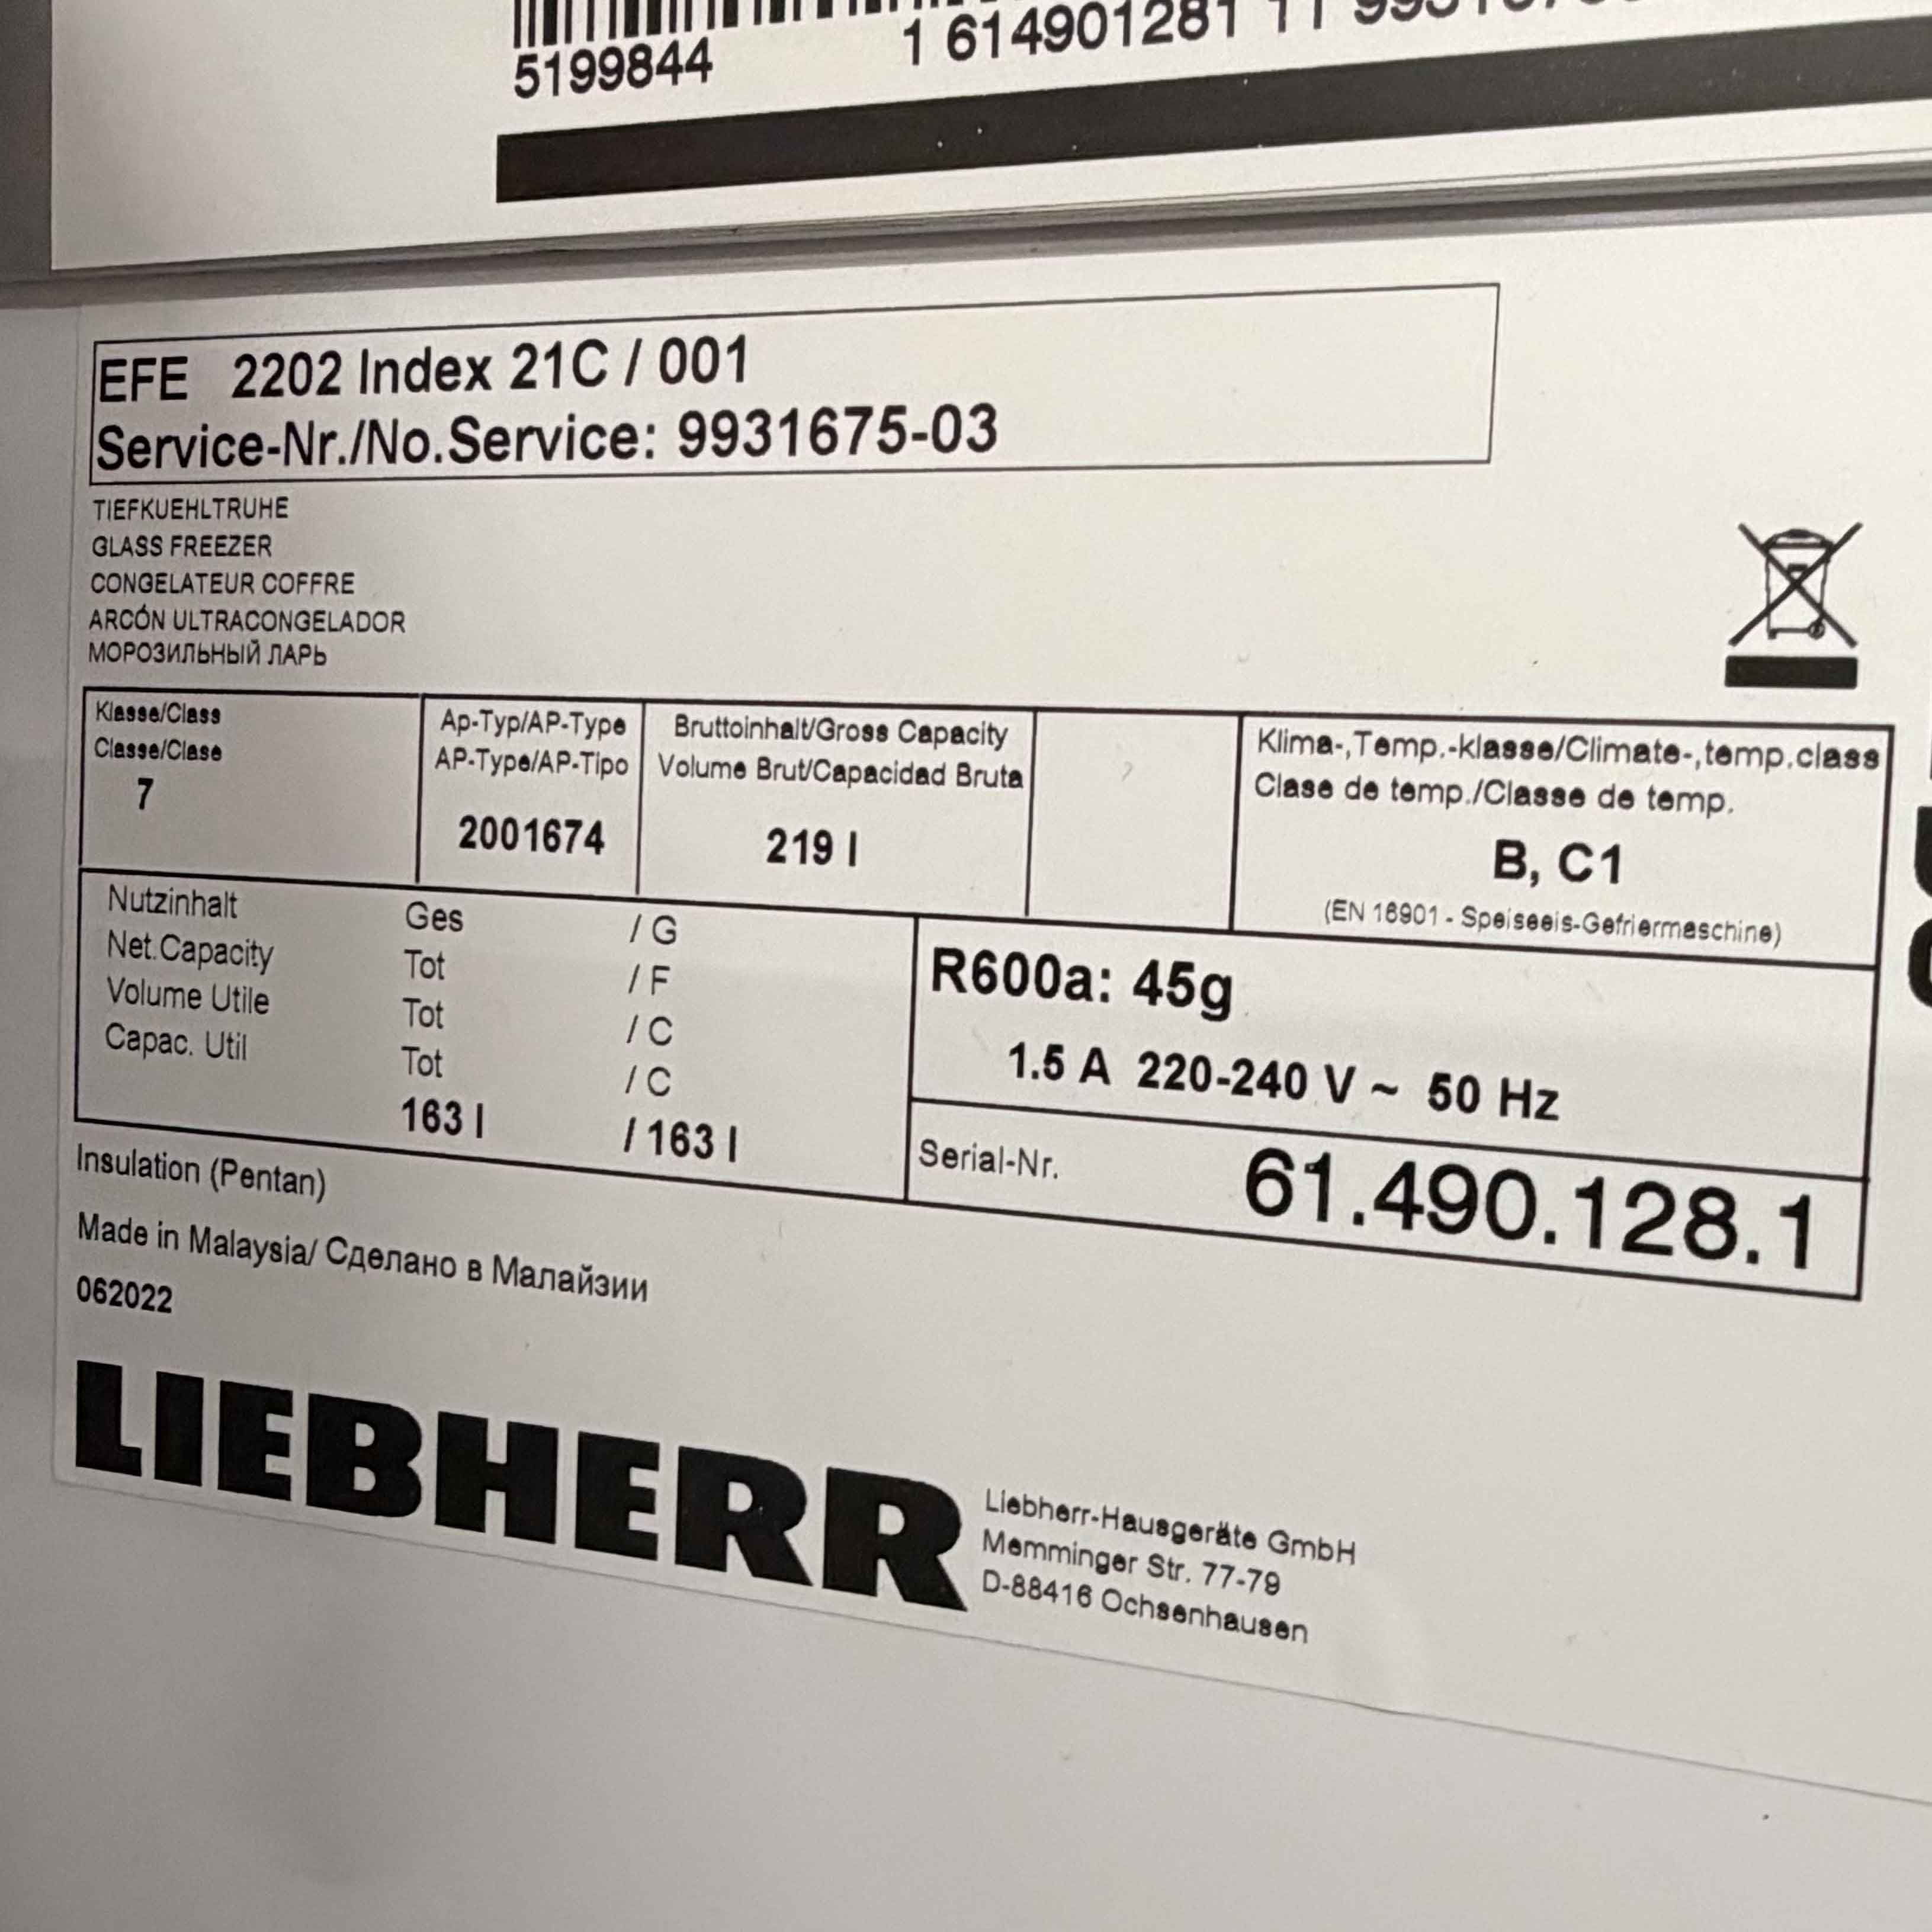 5199844
1 614901281 11
EFE 2202 Index 21C / 001
Service-Nr./No.Service: 9931675-03
TIEFKUEHLTRUHE
GLASS FREEZER
CONGELATEUR COFFRE
ARCÓN ULTRACONGELADOR
МОРОЗИЛЬНЫЙ ЛАРЬ
Klasse/Class
Classe/Clase
7
Ap-Typ/AP-Type
AP-Type/AP-Tipo
2001674
Bruttoinhalt/Gross Capacity
Volume Brut/Capacidad Bruta
219 l
Klima-,Temp.-klasse/Climate-,temp.class
Clase de temp./Classe de temp.
B, C1
(EN 16901 - Speiseeis-Gefriermaschine)
Nutzinhalt Ges / G
Net.Capacity Tot / F
Volume Utile Tot / C
Capac. Util Tot / C
163 l / 163 l
R600a: 45g
1.5 A 220-240 V ~ 50 Hz
Serial-Nr. 61.490.128.1
Insulation (Pentan)
Made in Malaysia/ Сделано в Малайзии
062022
LIEBHERR
Liebherr-Hausgeräte GmbH
Memminger Str. 77-79
D-88416 Ochsenhausen